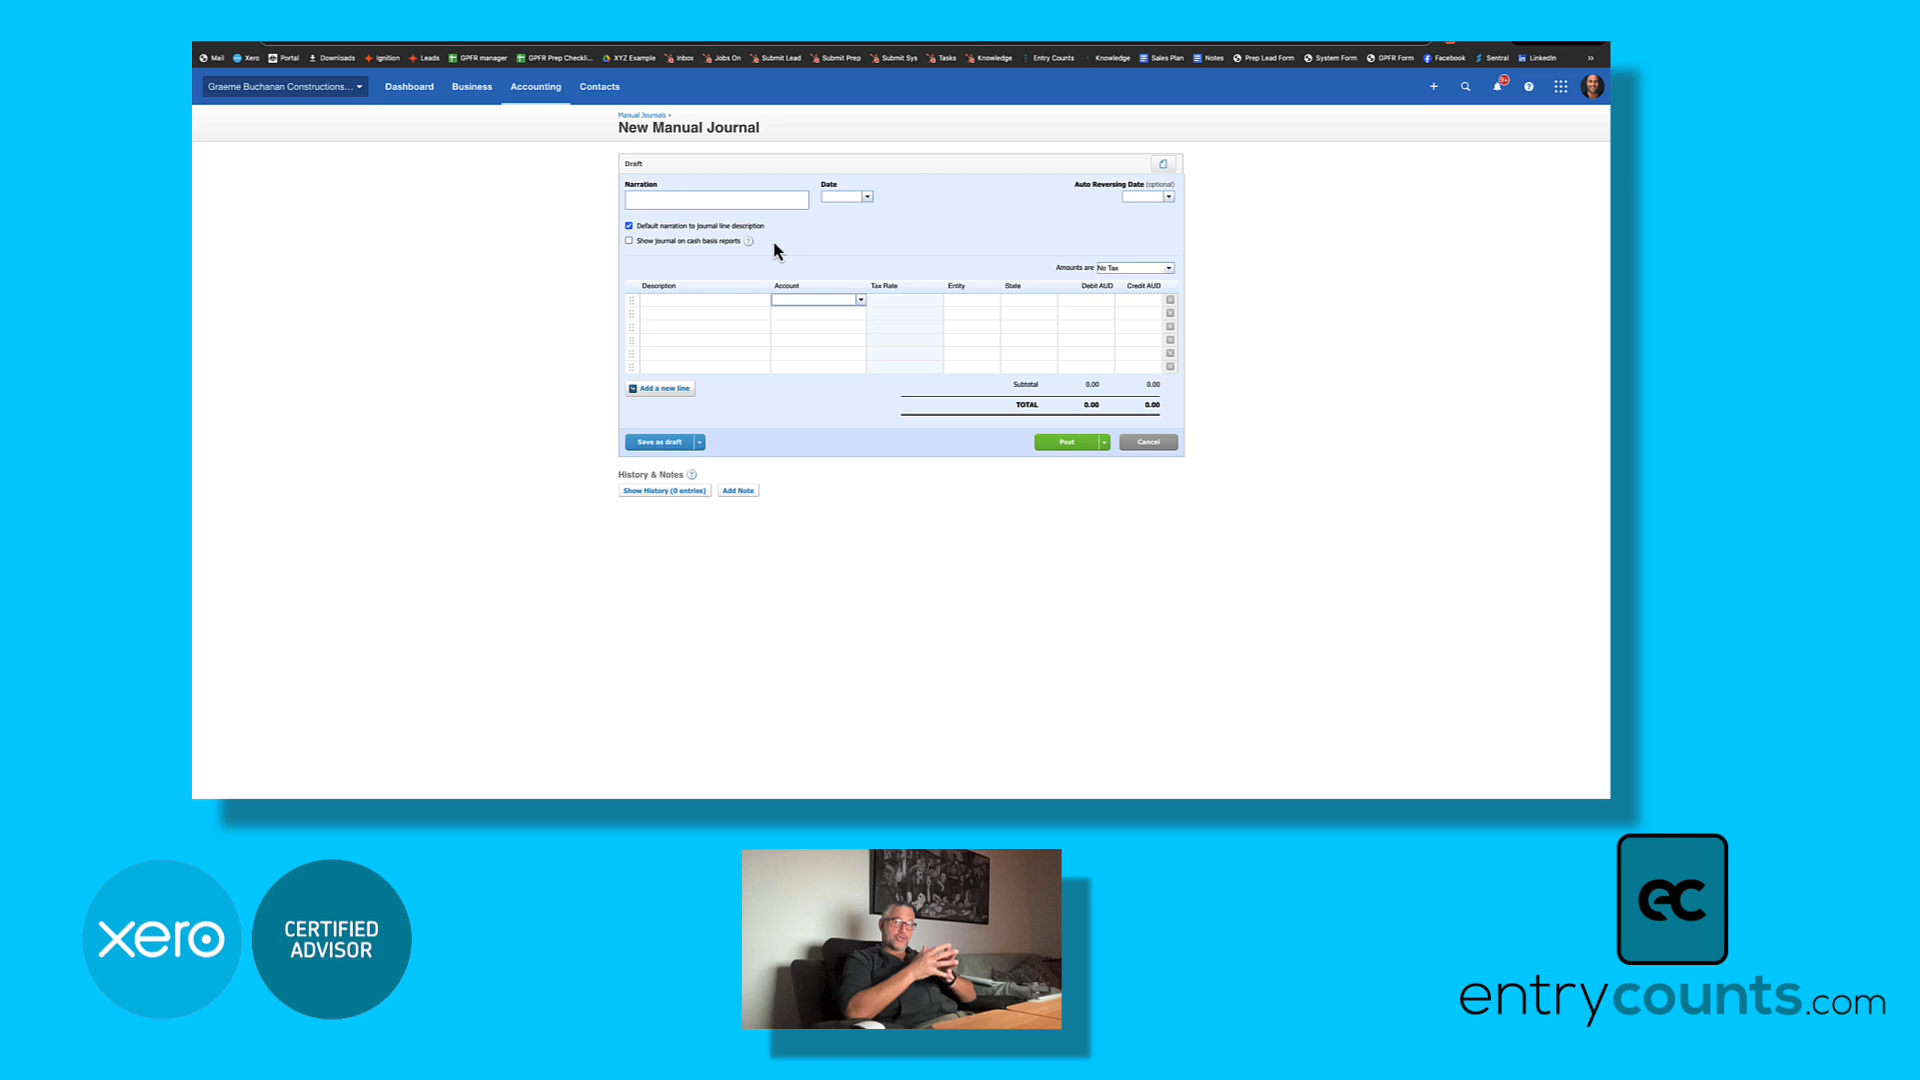 Mail Xero Portal Downloads Ignition Leads GPFR manager GPFR Prep Checkli... XYZ Example Inbox Jobs On Submit Lead Submit Prep Submit Sys Tasks Knowledge Entry Counts Knowledge Sales Plan Notes Prep Lead Form System Form GPFR Form Facebook Sentral LinkedIn »
Graeme Buchanan Constructions... Dashboard Business Accounting Contacts + 9+ ?
Manual Journals >
New Manual Journal
Draft
Narration Date Auto Reversing Date (optional)
Default narration to journal line description
Show journal on cash basis reports ?
Amounts are No Tax
Description Account Tax Rate Entity State Debit AUD Credit AUD
Add a new line Subtotal 0.00 0.00
TOTAL 0.00 0.00
Save as draft Post Cancel
History & Notes ?
Show History (0 entries) Add Note
xero
CERTIFIED
ADVISOR
ec
entrycounts.com